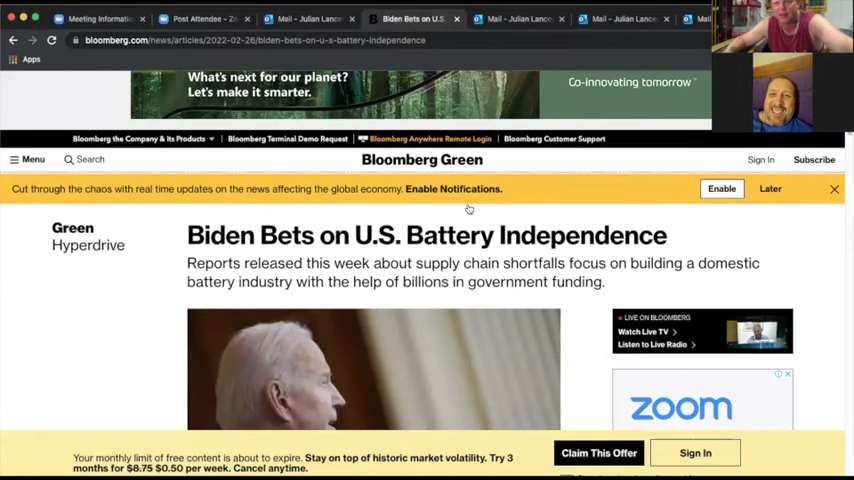 Meeting Informatio
Post Attendee - Zo
Mail - Julian Lance
Biden Bets on U.S.
Mail - Julian Lance
Mail - Julian Lance
bloomberg.com/news/articles/2022-02-26/biden-bets-on-u-s-battery-independence
Apps
What's next for our planet?
Let's make it smarter.
Co-innovating tomorrow™
Bloomberg the Company & Its Products
Bloomberg Terminal Demo Request
Bloomberg Anywhere Remote Login
Bloomberg Customer Support
Menu
Search
Bloomberg Green
Sign In
Subscribe
Cut through the chaos with real time updates on the news affecting the global economy. Enable Notifications.
Enable
Later
Green
Hyperdrive
Biden Bets on U.S. Battery Independence
Reports released this week about supply chain shortfalls focus on building a domestic
battery industry with the help of billions in government funding.
LIVE ON BLOOMBERG
Watch Live TV
Listen to Live Radio
zoom
Your monthly limit of free content is about to expire. Stay on top of historic market volatility. Try 3
months for $8.75 $0.50 per week. Cancel anytime.
Claim This Offer
Sign In